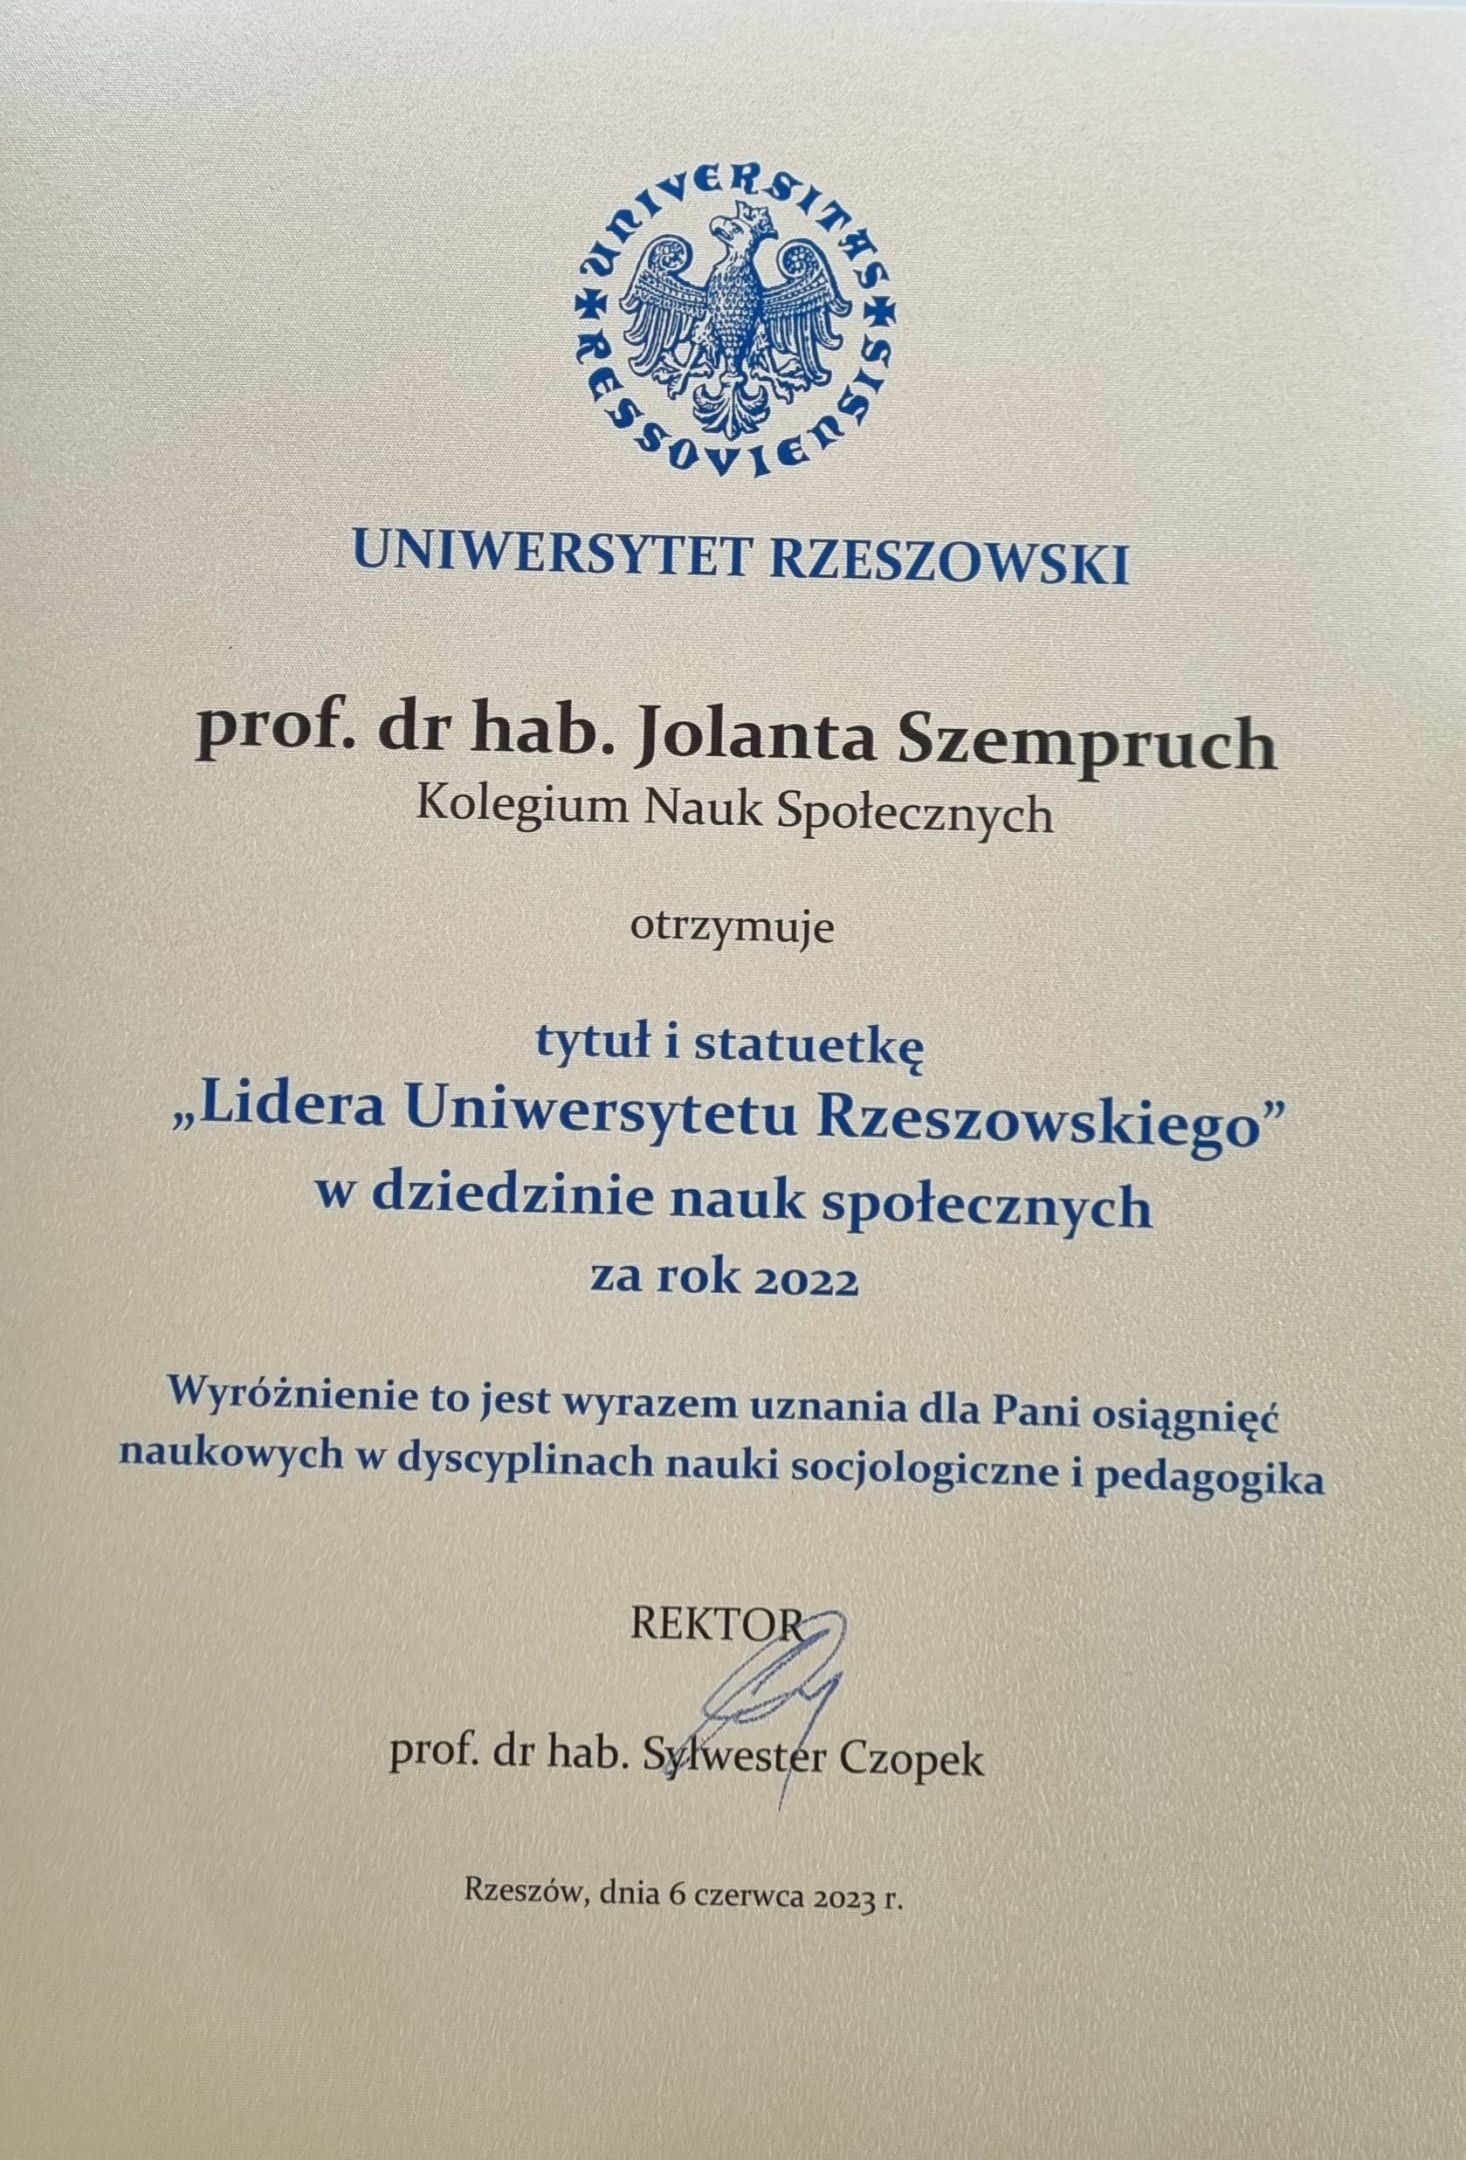 UNIVERSITAS
RESSOVIENSIS
UNIWERSYTET RZESZOWSKI
prof. dr hab. Jolanta Szempruch
Kolegium Nauk Społecznych
otrzymuje
tytuł i statuetkę
„Lidera Uniwersytetu Rzeszowskiego”
w dziedzinie nauk społecznych
za rok 2022
Wyróżnienie to jest wyrazem uznania dla Pani osiągnięć
naukowych w dyscyplinach nauki socjologiczne i pedagogika
REKTOR
prof. dr hab. Sylwester Czopek
Rzeszów, dnia 6 czerwca 2023 r.